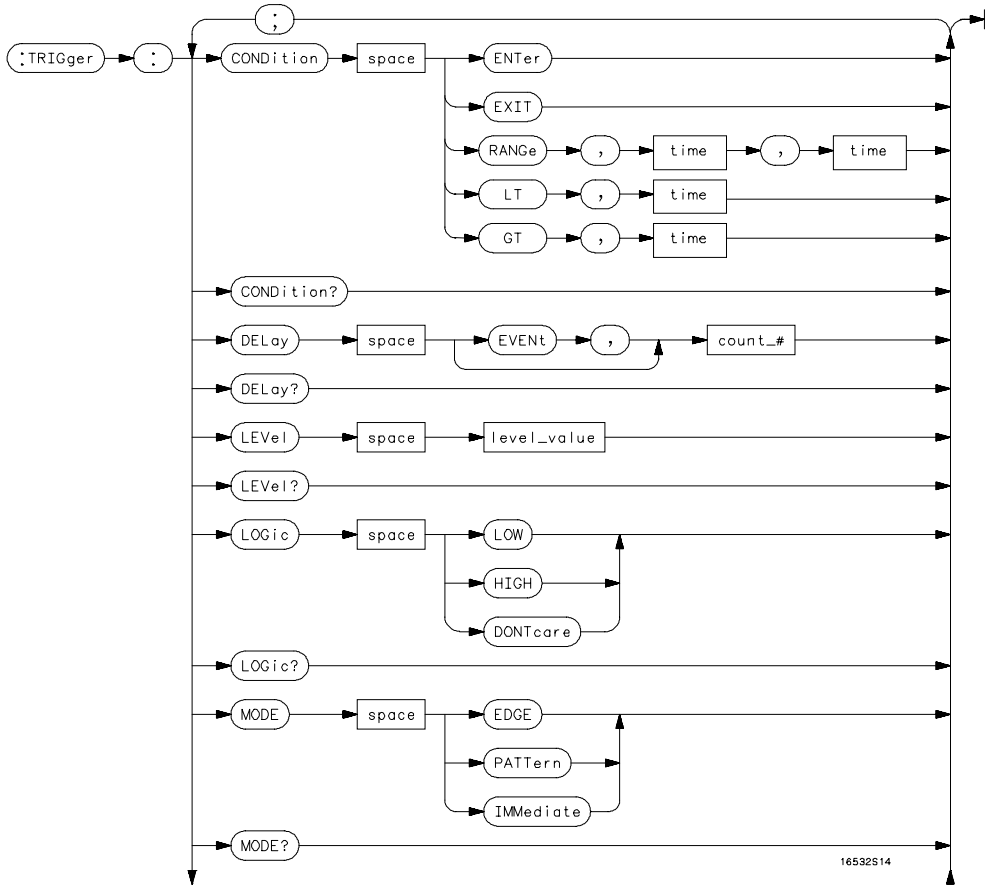 ;
:TRIGger : CONDition space ENTer
EXIT
RANGe , time , time
LT , time
GT , time
CONDition?
DELay space EVENt , count_#
DELay?
LEVel space level_value
LEVel?
LOGic space LOW
HIGH
DONTcare
LOGic?
MODE space EDGE
PATTern
IMMediate
MODE?
16532S14